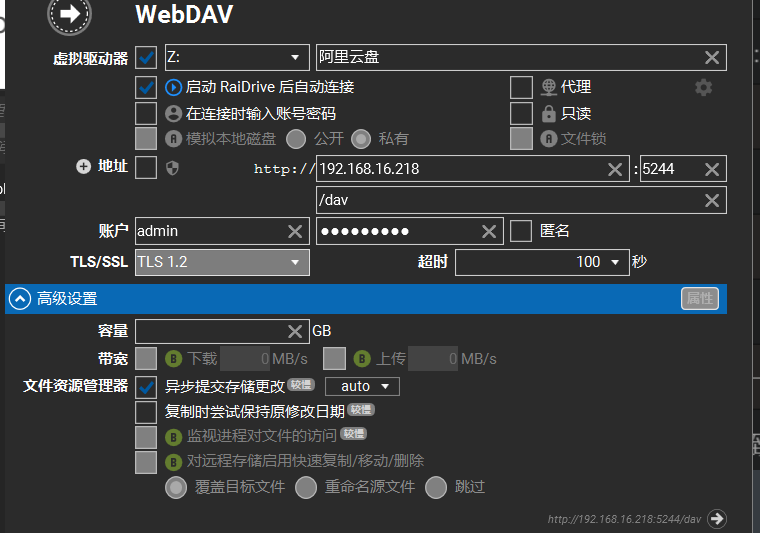 WebDAV
虚拟驱动器 Z: 阿里云盘
启动 RaiDrive 后自动连接 代理
在连接时输入账号密码 只读
A 模拟本地磁盘 公开 私有 A 文件锁
地址 http:// 192.168.16.218 : 5244
/dav
账户 admin ●●●●●●●●● 匿名
TLS/SSL TLS 1.2 超时 100 秒
高级设置 属性
容量 GB
带宽 B 下载 0 MB/s B 上传 0 MB/s
文件资源管理器 异步提交存储更改 较慢 auto
复制时尝试保持原修改日期 较慢
B 监视进程对文件的访问 较慢
B 对远程存储启用快速复制/移动/删除
覆盖目标文件 重命名源文件 跳过
http://192.168.16.218:5244/dav